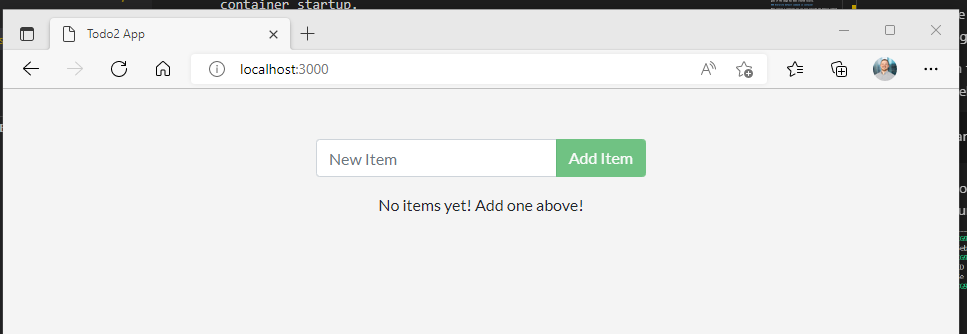 container startup.
Todo2 App
localhost:3000
New Item
Add Item
No items yet! Add one above!